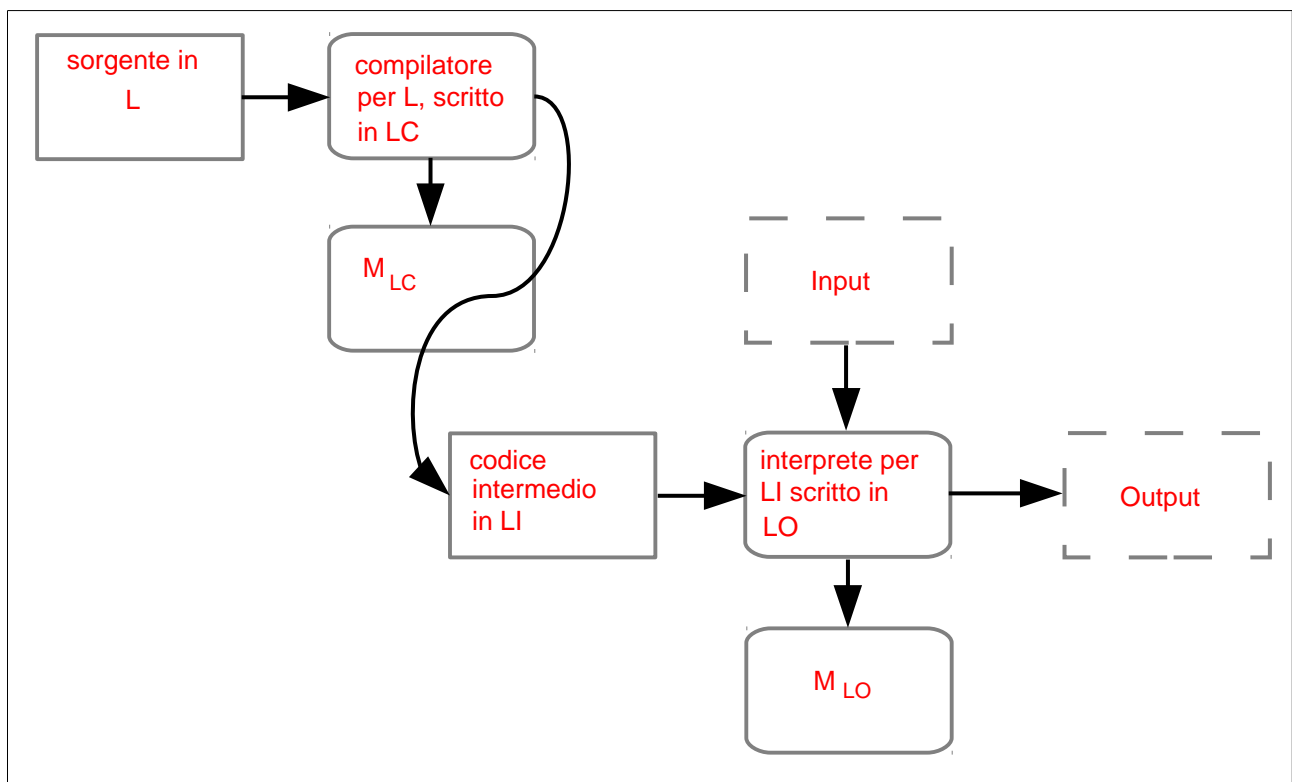 sorgente in
L
compilatore
per L, scritto
in LC
M LC
Input
codice
intermedio
in LI
interprete per
LI scritto in
LO
Output
M LO